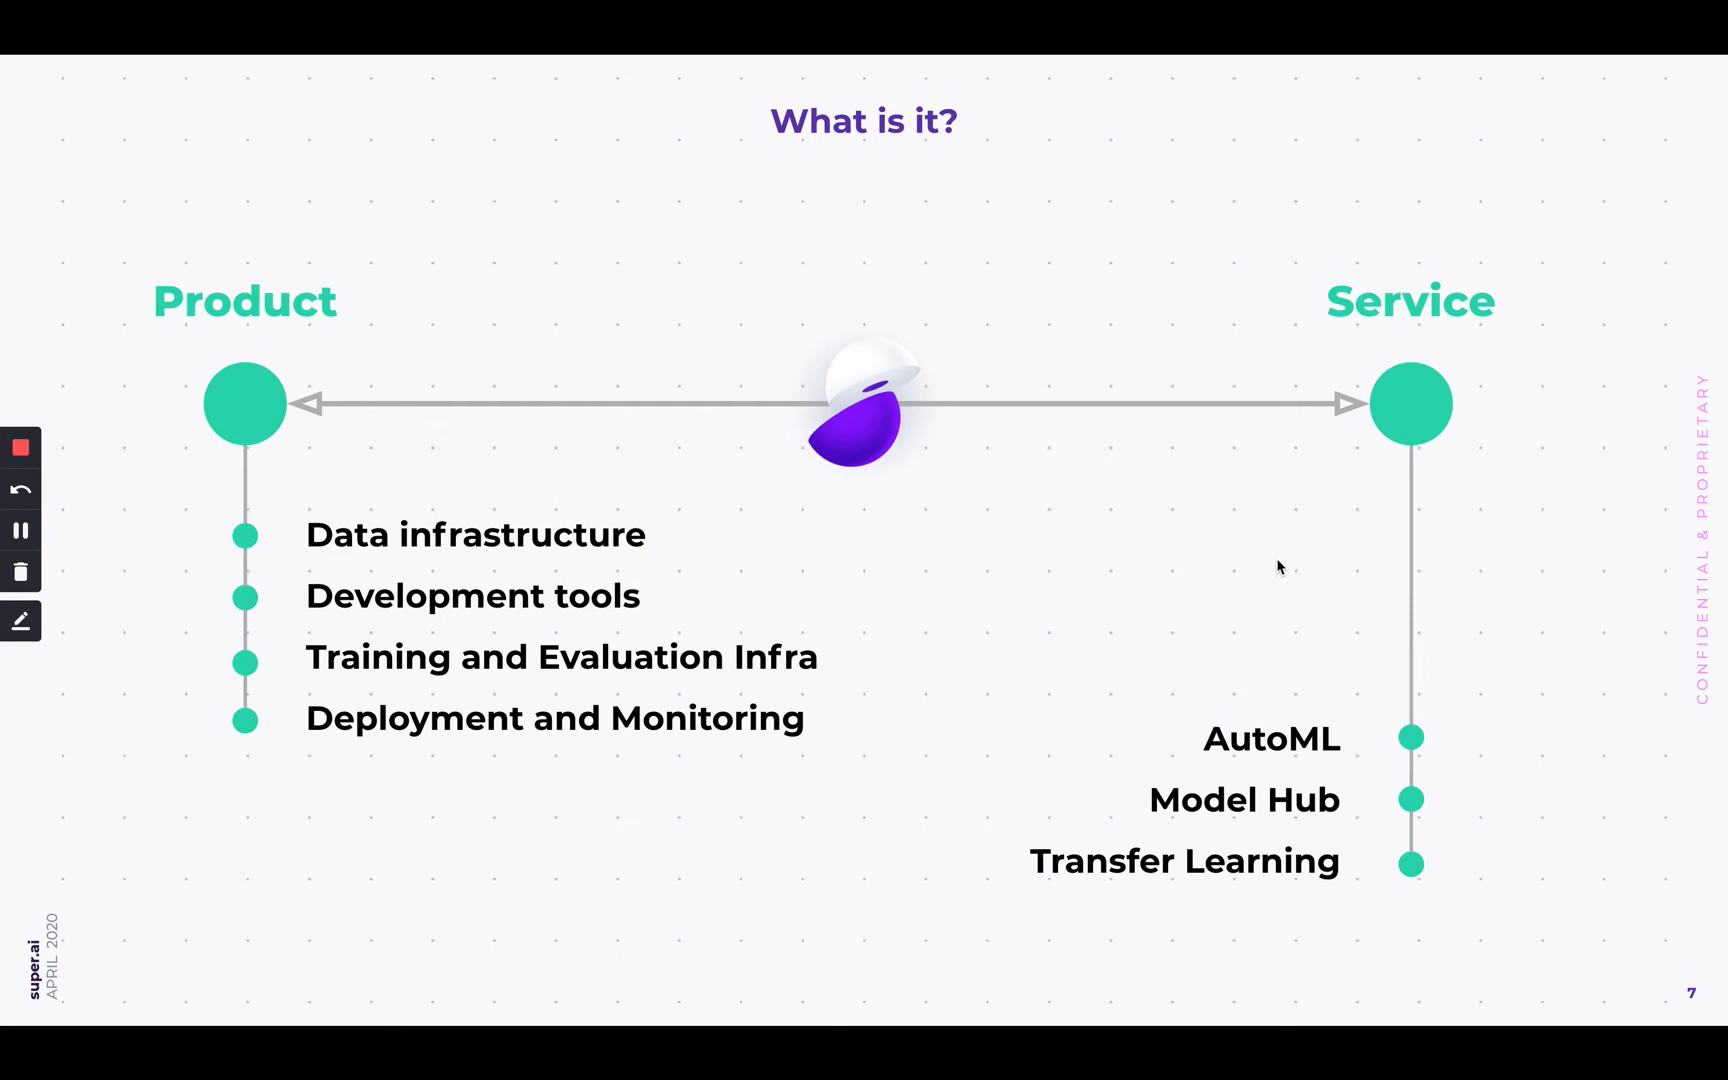 What is it?
Product
Service
Data infrastructure
Development tools
Training and Evaluation Infra
Deployment and Monitoring
AutoML
Model Hub
Transfer Learning
CONFIDENTIAL & PROPRIETARY
super.ai
APRIL 2020
7